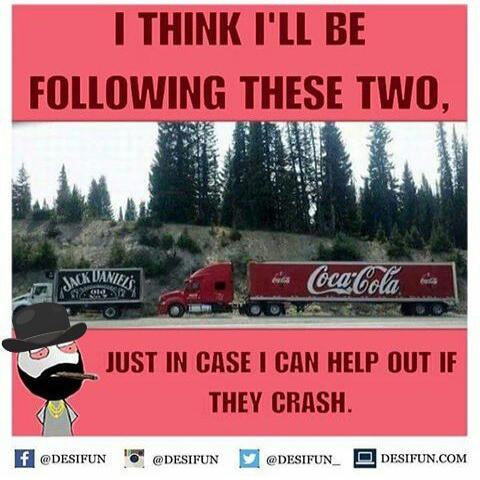 I THINK I'LL BE
FOLLOWING THESE TWO,
JACK DANIEL'S
Coca-Cola
JUST IN CASE I CAN HELP OUT IF
THEY CRASH.
@DESIFUN @DESIFUN @DESIFUN_ DESIFUN.COM